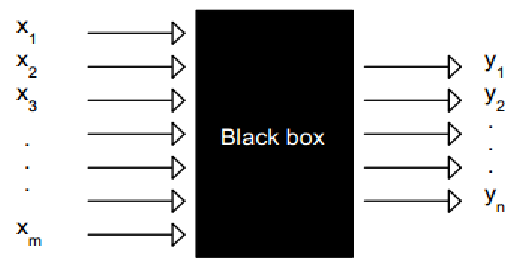 x1
x2
x3
.
.
.
xm
Black box
y1
y2
.
.
.
yn